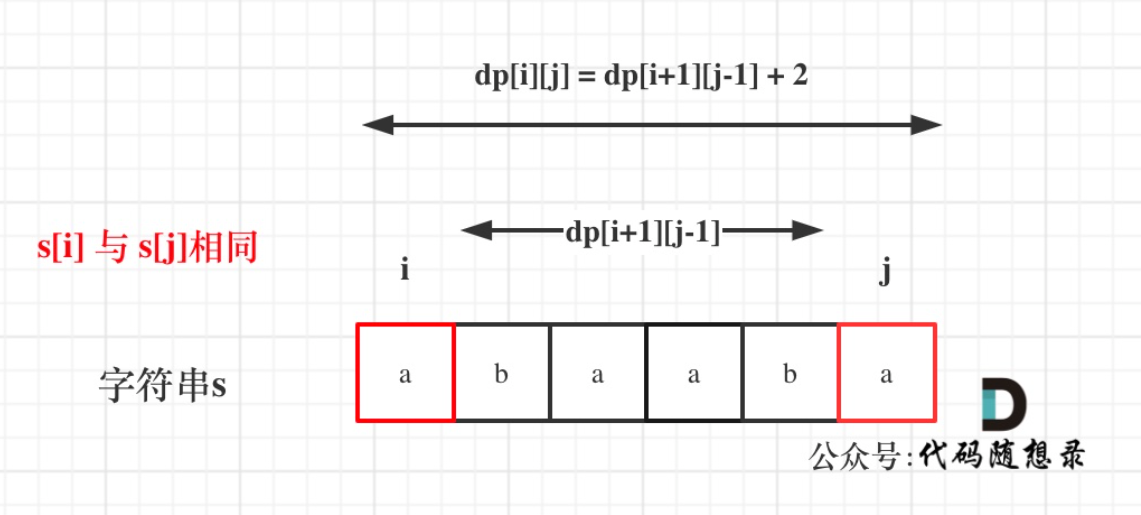 dp[i][j] = dp[i+1][j-1] + 2
dp[i+1][j-1]
s[i] 与 s[j]相同
i j
字符串s
a b a a b a
公众号:代码随想录